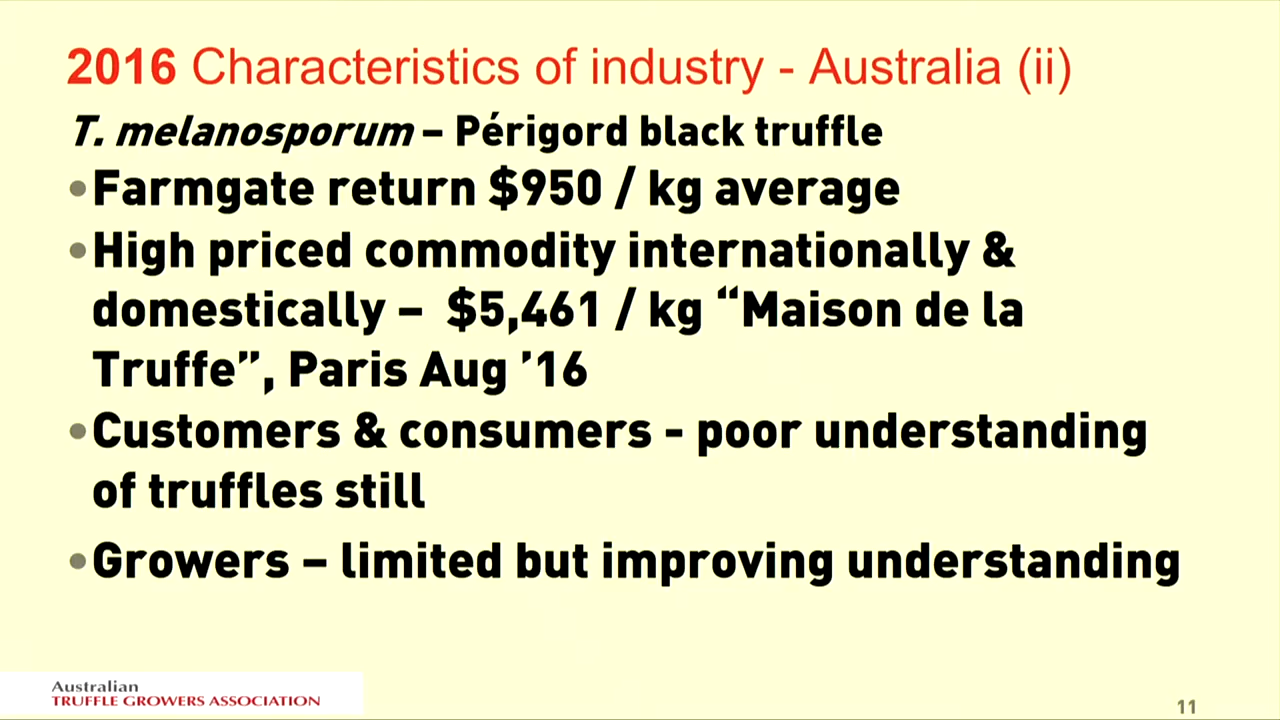 2016 Characteristics of industry - Australia (ii)
T. melanosporum – Périgord black truffle
•Farmgate return $950 / kg average
•High priced commodity internationally &
domestically –  $5,461 / kg “Maison de la
Truffe”, Paris Aug ’16
•Customers & consumers - poor understanding
of truffles still
•Growers – limited but improving understanding
Australian
TRUFFLE GROWERS ASSOCIATION
11